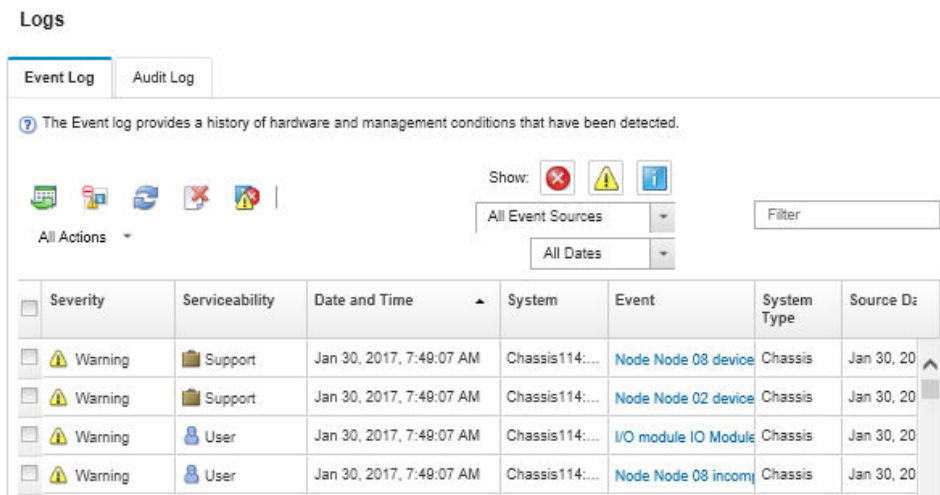 Logs
Event Log Audit Log
The Event log provides a history of hardware and management conditions that have been detected.
Show:
All Event Sources Filter
All Actions
All Dates
Severity Serviceability Date and Time System Event System Type Source Da
Warning Support Jan 30, 2017, 7:49:07 AM Chassis114:... Node Node 08 device Chassis Jan 30, 20
Warning Support Jan 30, 2017, 7:49:07 AM Chassis114:... Node Node 02 device Chassis Jan 30, 20
Warning User Jan 30, 2017, 7:49:07 AM Chassis114:... I/O module IO Module Chassis Jan 30, 20
Warning User Jan 30, 2017, 7:49:07 AM Chassis114:... Node Node 08 incom Chassis Jan 30, 20